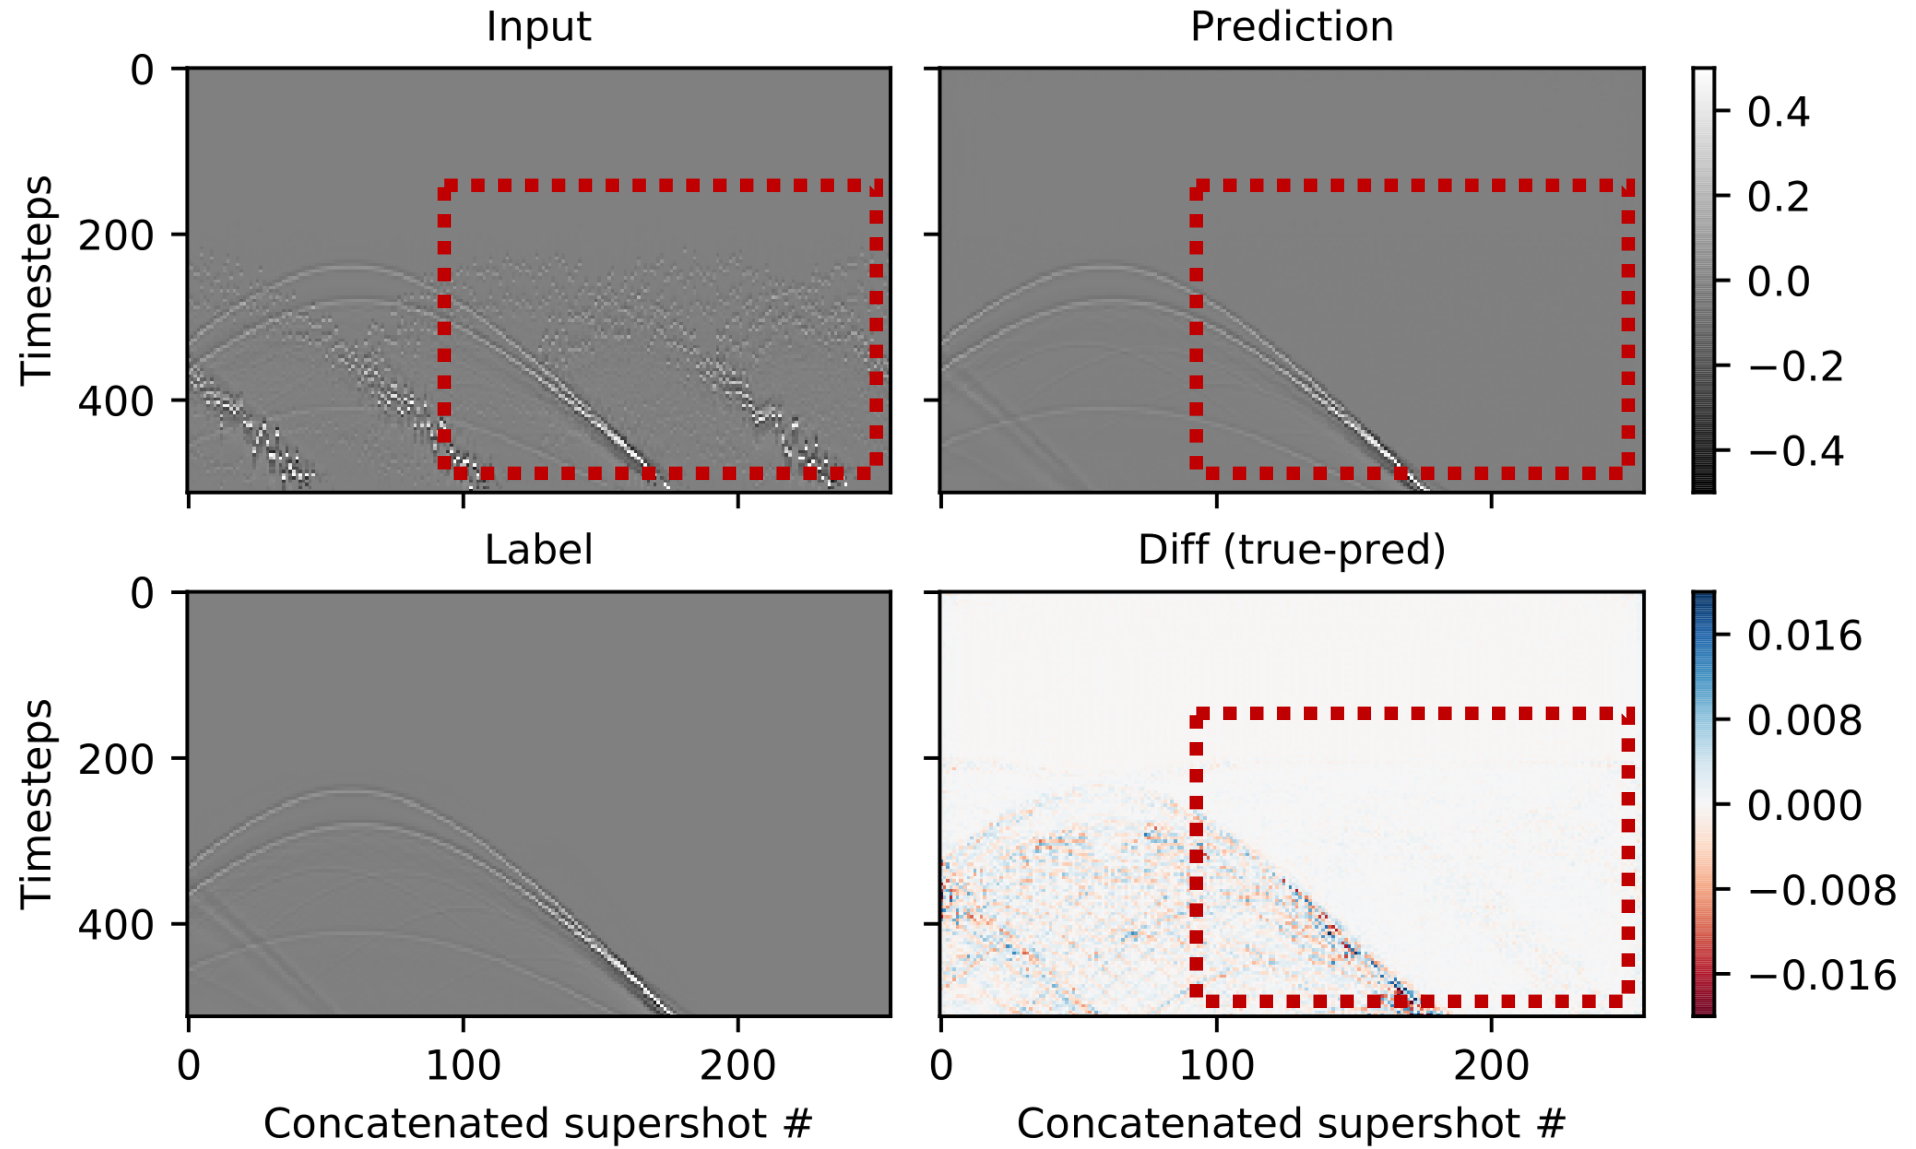 Input
Prediction
0
200
400
Timesteps
0.4
0.2
0.0
−0.2
−0.4
Label
Diff (true-pred)
0
200
400
Timesteps
0.016
0.008
0.000
−0.008
−0.016
0 100 200
0 100 200
Concatenated supershot #
Concatenated supershot #